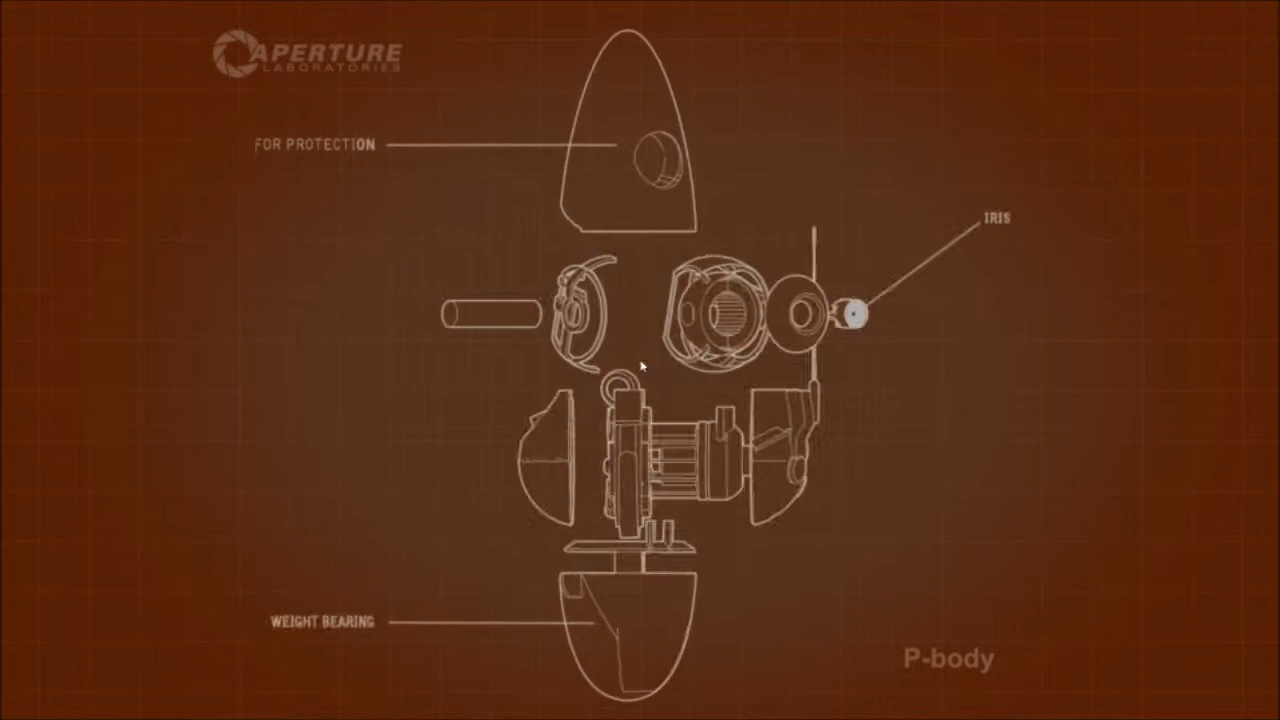 APERTURE
LABORATORIES
FOR PROTECTION
IRIS
WEIGHT BEARING
P-body